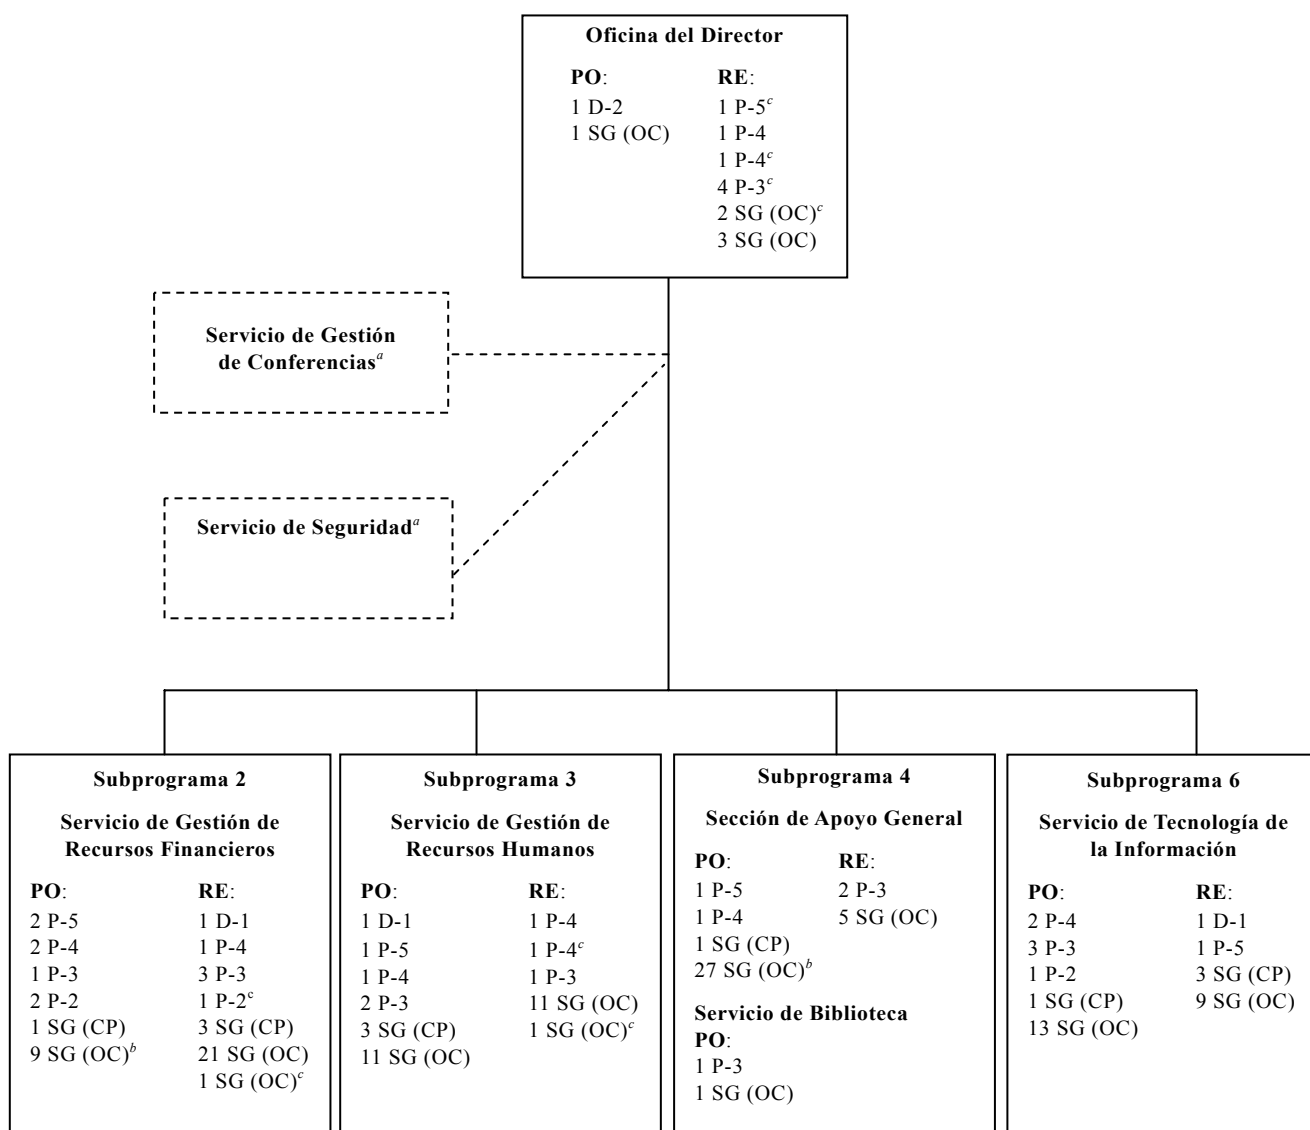 Oficina del Director
PO:
1 D-2
1 SG (OC)
RE:
1 P-5c
1 P-4
1 P-4c
4 P-3c
2 SG (OC)c
3 SG (OC)
Servicio de Gestión
de Conferenciasa
Servicio de Seguridada
Subprograma 2
Servicio de Gestión de
Recursos Financieros
PO:
2 P-5
2 P-4
1 P-3
2 P-2
1 SG (CP)
9 SG (OC)b
RE:
1 D-1
1 P-4
3 P-3
1 P-2c
3 SG (CP)
21 SG (OC)
1 SG (OC)c
Subprograma 3
Servicio de Gestión de
Recursos Humanos
PO:
1 D-1
1 P-5
1 P-4
2 P-3
3 SG (CP)
11 SG (OC)
RE:
1 P-4
1 P-4c
1 P-3
11 SG (OC)
1 SG (OC)c
Subprograma 4
Sección de Apoyo General
PO:
1 P-5
1 P-4
1 SG (CP)
27 SG (OC)b
RE:
2 P-3
5 SG (OC)
Servicio de Biblioteca
PO:
1 P-3
1 SG (OC)
Subprograma 6
Servicio de Tecnología de
la Información
PO:
2 P-4
3 P-3
1 P-2
1 SG (CP)
13 SG (OC)
RE:
1 D-1
1 P-5
3 SG (CP)
9 SG (OC)